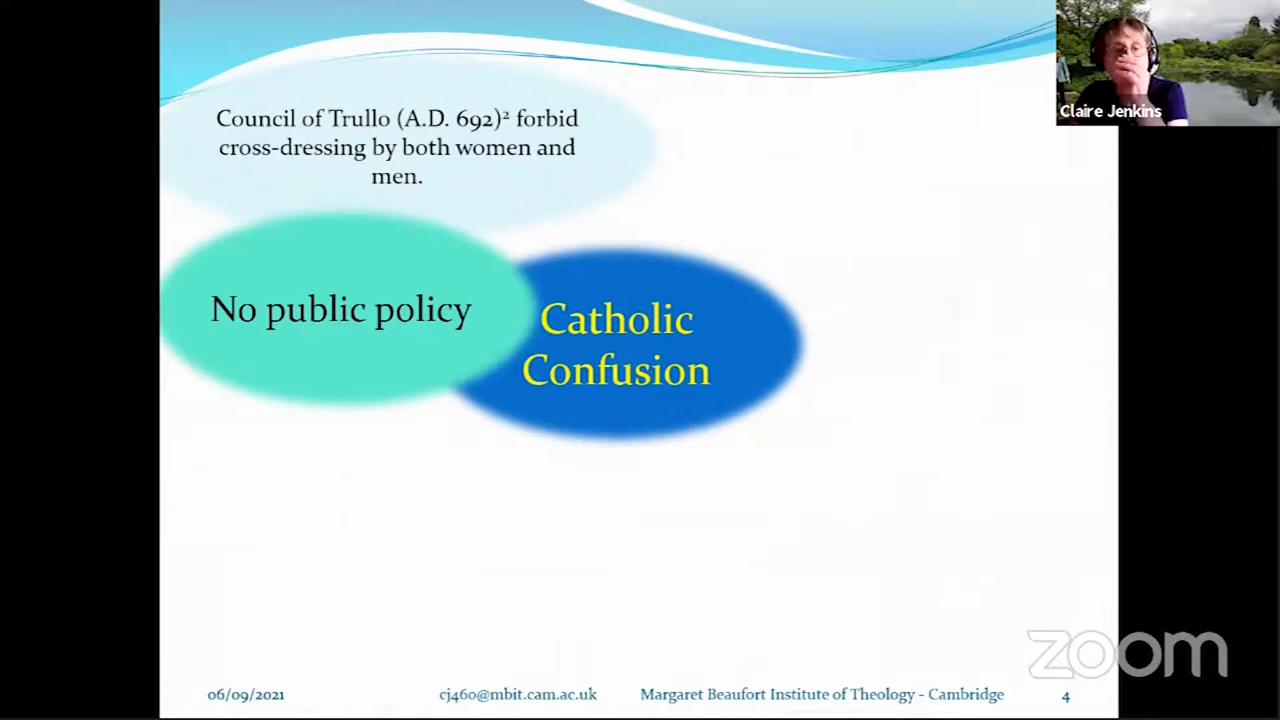 Council of Trullo (A.D. 692)² forbid
cross-dressing by both women and
men.
No public policy
Catholic
Confusion
Claire Jenkins
zoom
06/09/2021
cj460@mbit.cam.ac.uk
Margaret Beaufort Institute of Theology - Cambridge
4